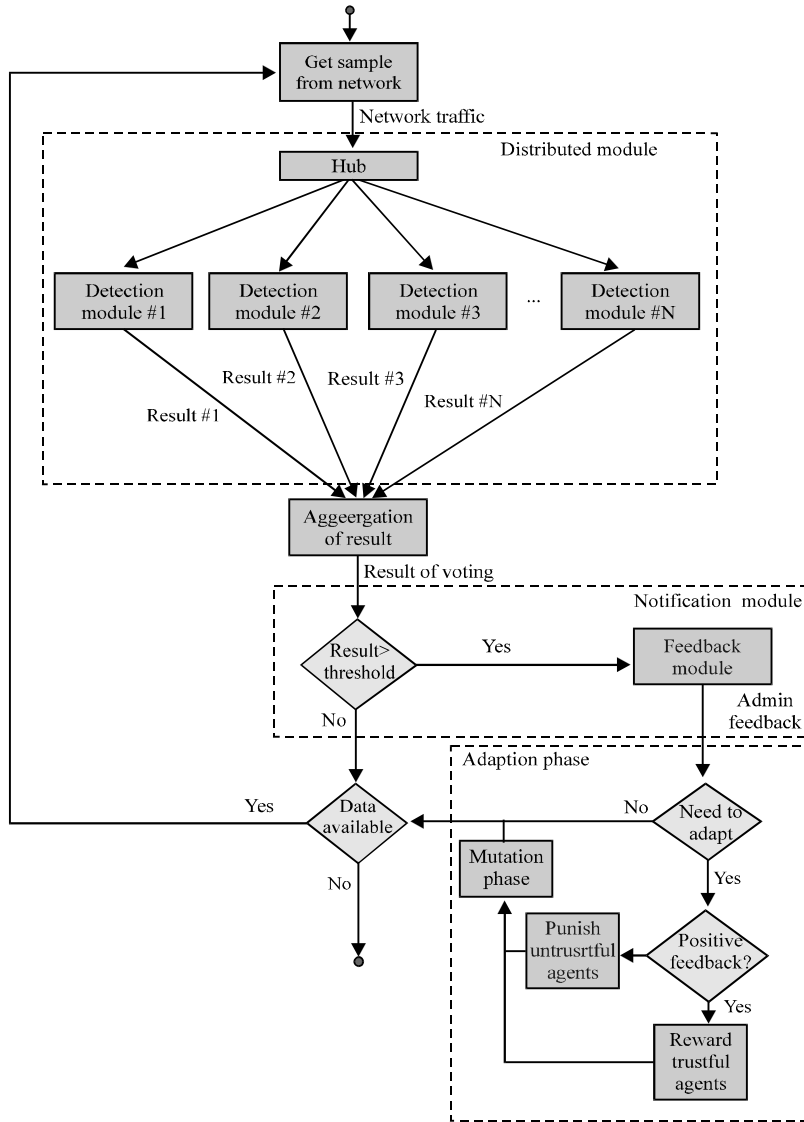 Get sample
from network
Network traffic
Distributed module
Hub
Detection
module #1
Detection
module #2
Detection
module #3
...
Detection
module #N
Result #1
Result #2
Result #3
Result #N
Aggeergation
of result
Result of voting
Notification module
Result>
threshold
Yes
Feedback
module
No
Admin
feedback
Adaption phase
Yes
Data
available
No
Need to
adapt
No
Mutation
phase
Yes
Punish
untrusrtful
agents
Positive
feedback?
Yes
Reward
trustful
agents